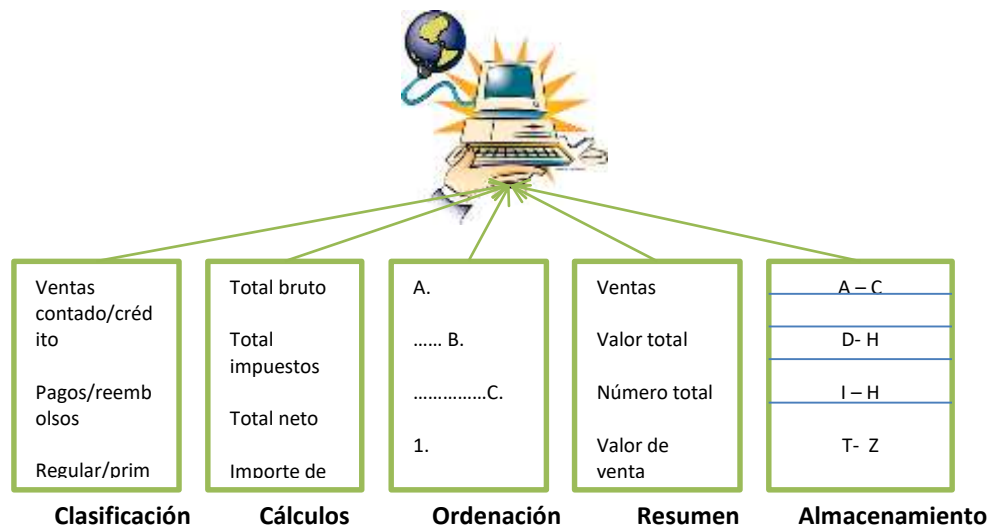 Ventas
contado/créd
ito
Pagos/reemb
olsos
Regular/prim
Total bruto
Total
impuestos
Total neto
Importe de
A.
...... B.
..............C.
1.
Ventas
Valor total
Número total
Valor de
venta
A – C
D- H
I – H
T- Z
Clasificación
Cálculos
Ordenación
Resumen
Almacenamiento